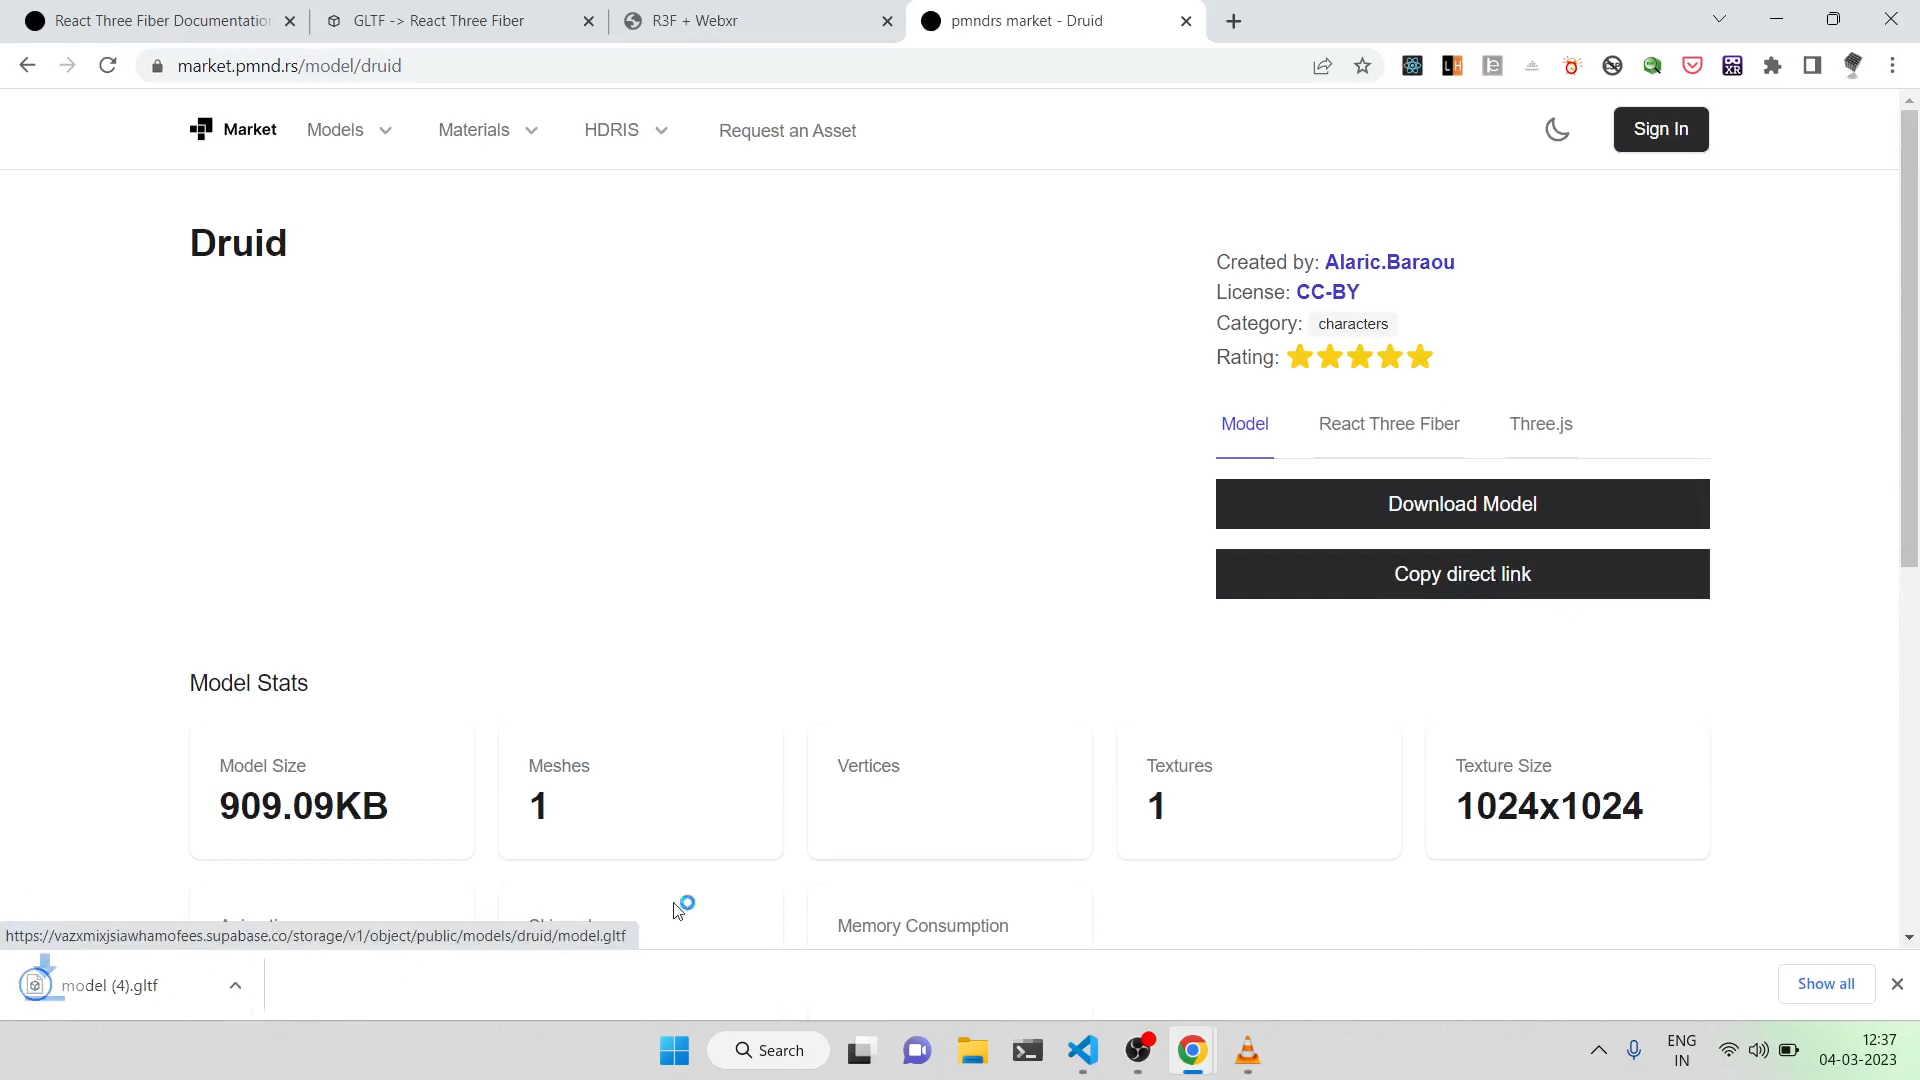 React Three Fiber Documentation
GLTF -> React Three Fiber
R3F + Webxr
pmndrs market - Druid
market.pmnd.rs/model/druid
Market
Models
Materials
HDRIS
Request an Asset
Sign In
Druid
Created by: Alaric.Baraou
License: CC-BY
Category: characters
Rating:
Model
React Three Fiber
Three.js
Download Model
Copy direct link
Model Stats
Model Size
909.09KB
Meshes
1
Vertices
Textures
1
Texture Size
1024x1024
Memory Consumption
https://vazxmixjsiawhamofees.supabase.co/storage/v1/object/public/models/druid/model.gltf
model (4).gltf
Show all
Search
ENG
IN
12:37
04-03-2023